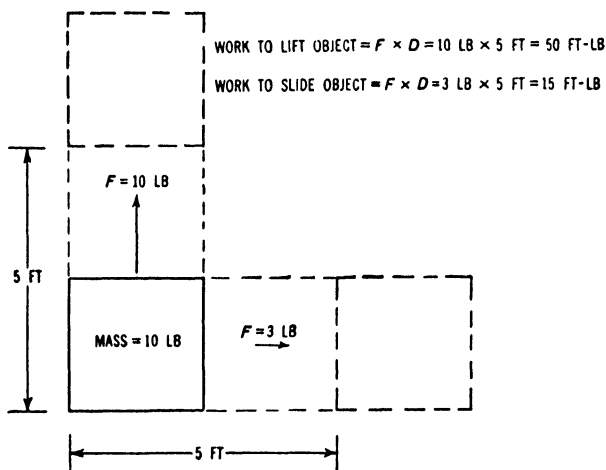 WORK TO LIFT OBJECT = F × D = 10 LB × 5 FT = 50 FT-LB
WORK TO SLIDE OBJECT = F × D = 3 LB × 5 FT = 15 FT-LB
F = 10 LB
5 FT
MASS = 10 LB
F = 3 LB
5 FT